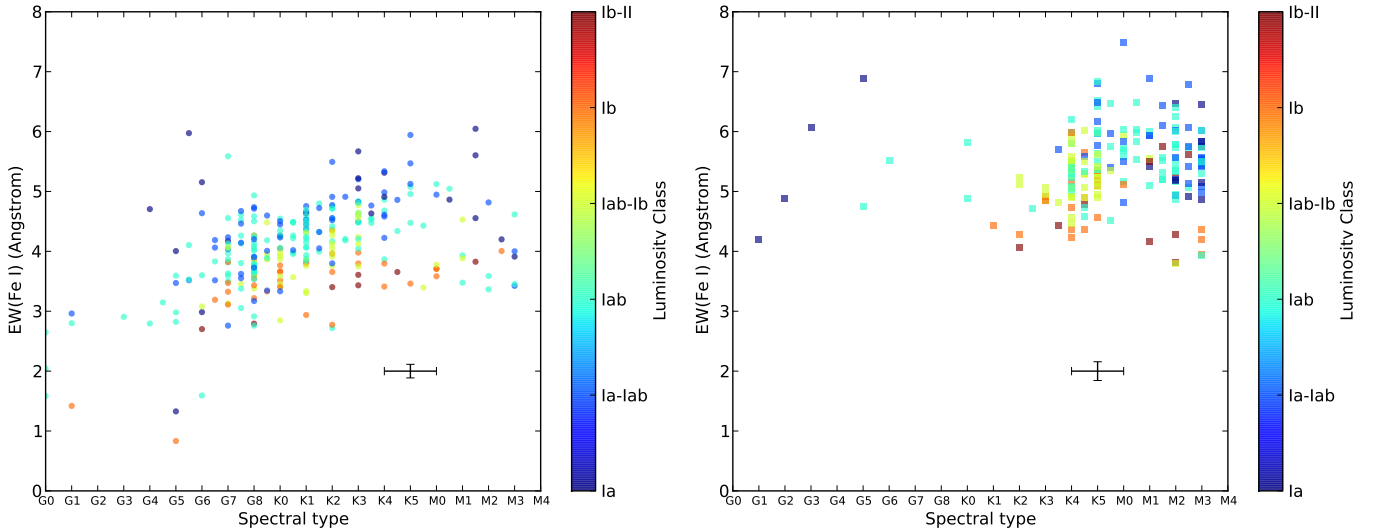 8
7
6
5
4
3
2
1
0
EW(Fe I) (Angstrom)
G0 G1 G2 G3 G4 G5 G6 G7 G8 K0 K1 K2 K3 K4 K5 M0 M1 M2 M3 M4
Spectral type
Ib-II
Ib
Iab-Ib
Iab
Ia-Iab
Ia
Luminosity Class
8
7
6
5
4
3
2
1
0
EW(Fe I) (Angstrom)
G0 G1 G2 G3 G4 G5 G6 G7 G8 K0 K1 K2 K3 K4 K5 M0 M1 M2 M3 M4
Spectral type
Ib-II
Ib
Iab-Ib
Iab
Ia-Iab
Ia
Luminosity Class